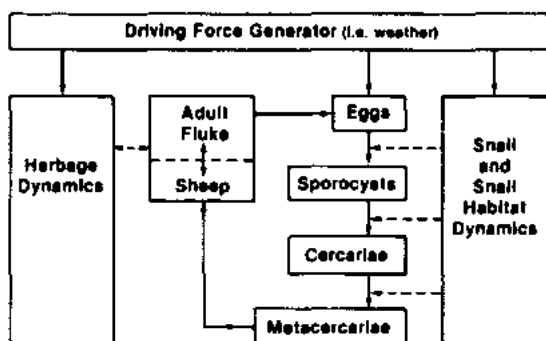 Driving Force Generator (i.e. weather)
Adult
Fluke
Eggs
Herbage
Dynamics
Sheep
Sporocysts
Snail
and
Snail
Habitat
Dynamics
Cercariae
Metacercariae